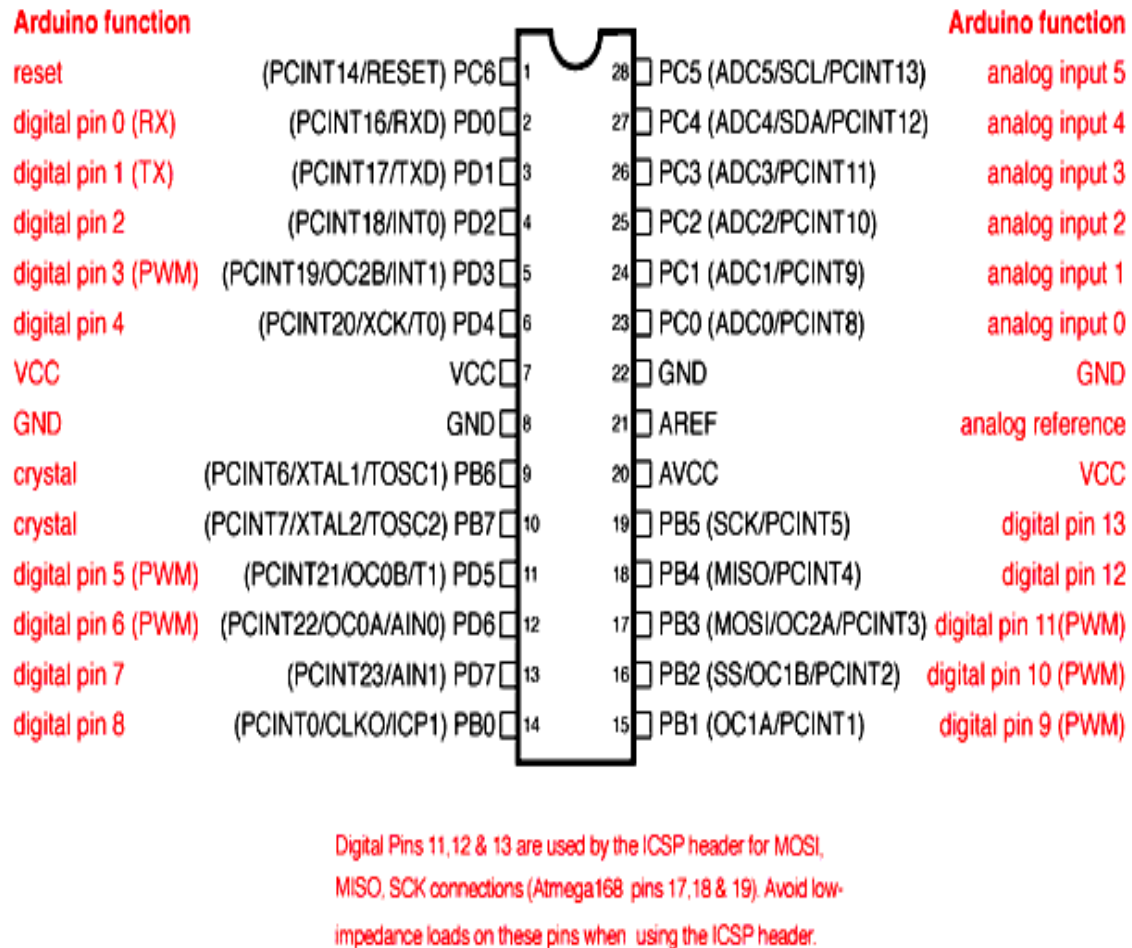 Arduino function Arduino function
reset (PCINT14/RESET) PC6 1 28 PC5 (ADC5/SCL/PCINT13) analog input 5
digital pin 0 (RX) (PCINT16/RXD) PD0 2 27 PC4 (ADC4/SDA/PCINT12) analog input 4
digital pin 1 (TX) (PCINT17/TXD) PD1 3 26 PC3 (ADC3/PCINT11) analog input 3
digital pin 2 (PCINT18/INT0) PD2 4 25 PC2 (ADC2/PCINT10) analog input 2
digital pin 3 (PWM) (PCINT19/OC2B/INT1) PD3 5 24 PC1 (ADC1/PCINT9) analog input 1
digital pin 4 (PCINT20/XCK/T0) PD4 6 23 PC0 (ADC0/PCINT8) analog input 0
VCC VCC 7 22 GND GND
GND GND 8 21 AREF analog reference
crystal (PCINT6/XTAL1/TOSC1) PB6 9 20 AVCC VCC
crystal (PCINT7/XTAL2/TOSC2) PB7 10 19 PB5 (SCK/PCINT5) digital pin 13
digital pin 5 (PWM) (PCINT21/OC0B/T1) PD5 11 18 PB4 (MISO/PCINT4) digital pin 12
digital pin 6 (PWM) (PCINT22/OC0A/AIN0) PD6 12 17 PB3 (MOSI/OC2A/PCINT3) digital pin 11(PWM)
digital pin 7 (PCINT23/AIN1) PD7 13 16 PB2 (SS/OC1B/PCINT2) digital pin 10 (PWM)
digital pin 8 (PCINT0/CLKO/ICP1) PB0 14 15 PB1 (OC1A/PCINT1) digital pin 9 (PWM)
Digital Pins 11,12 & 13 are used by the ICSP header for MOSI,
MISO, SCK connections (Atmega168 pins 17,18 & 19). Avoid low-
impedance loads on these pins when using the ICSP header.